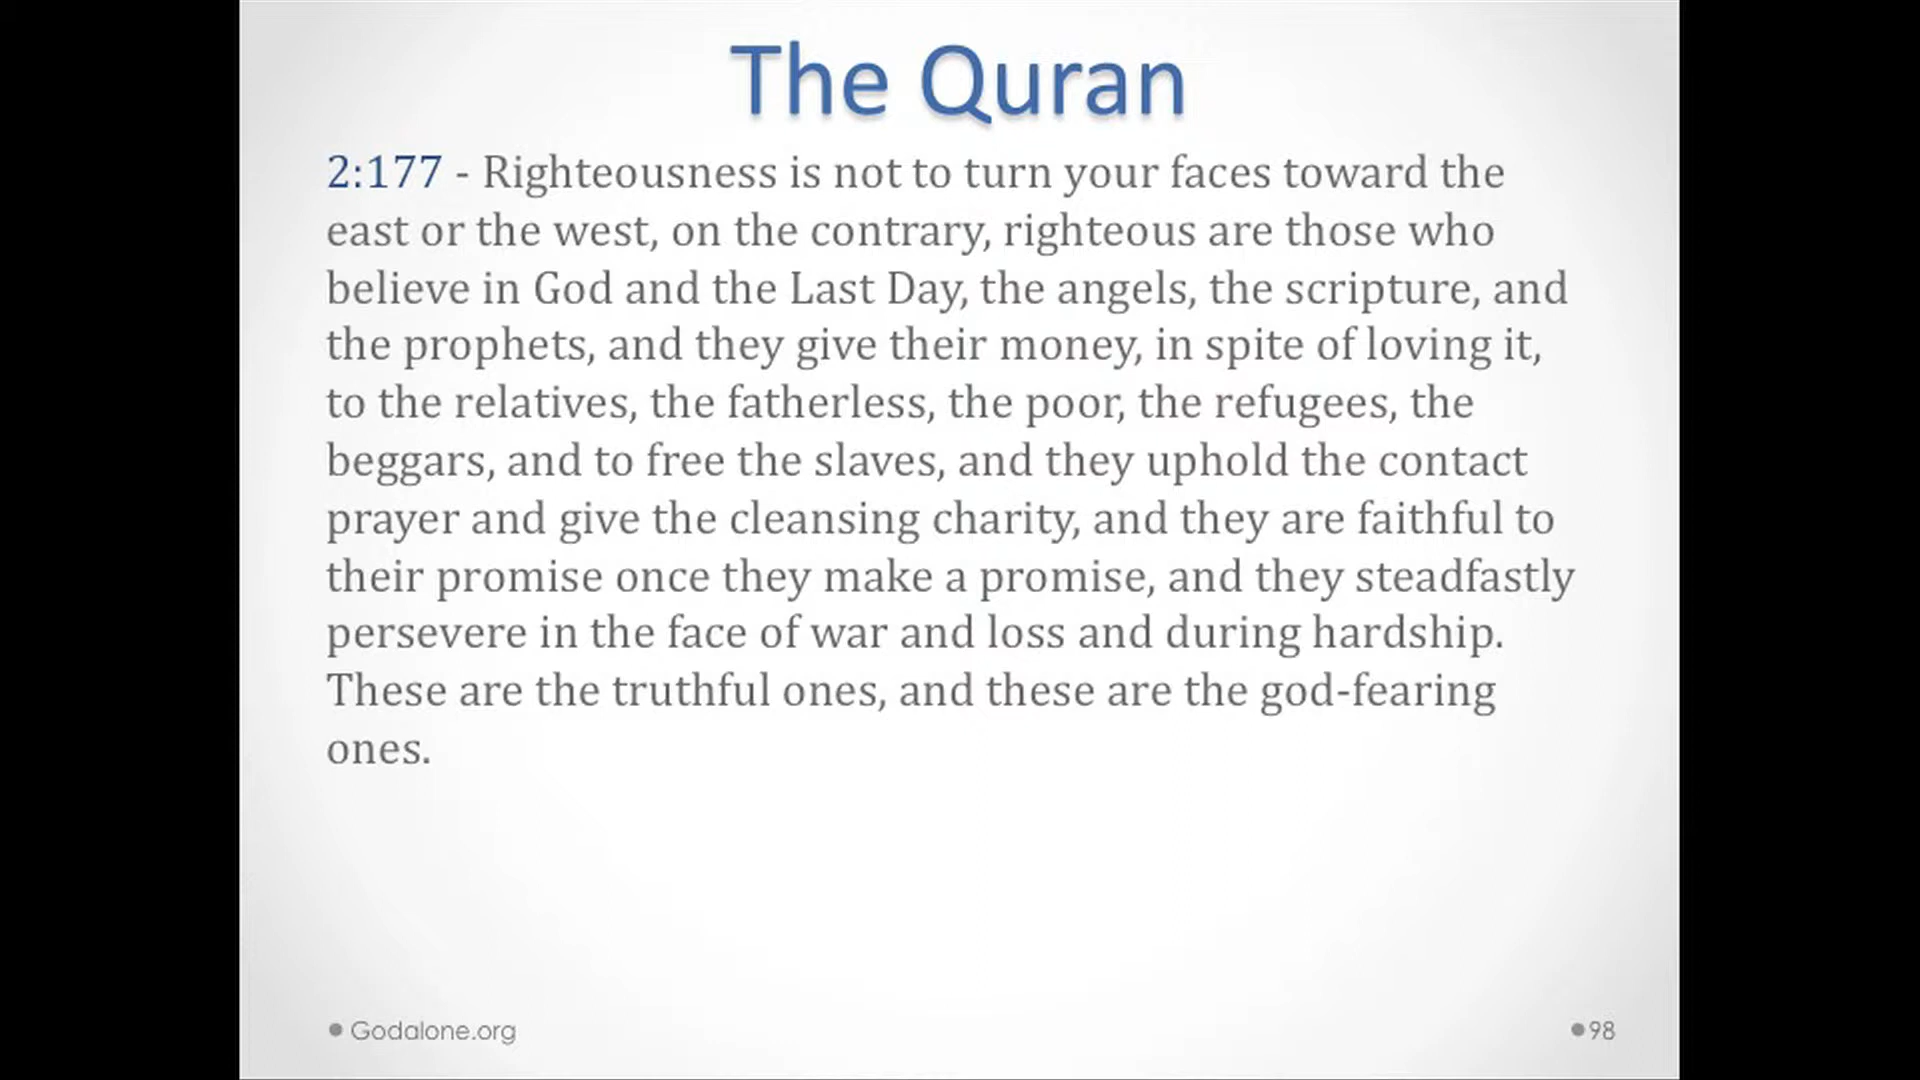 The Quran
2:177 - Righteousness is not to turn your faces toward the
east or the west, on the contrary, righteous are those who
believe in God and the Last Day, the angels, the scripture, and
the prophets, and they give their money, in spite of loving it,
to the relatives, the fatherless, the poor, the refugees, the
beggars, and to free the slaves, and they uphold the contact
prayer and give the cleansing charity, and they are faithful to
their promise once they make a promise, and they steadfastly
persevere in the face of war and loss and during hardship.
These are the truthful ones, and these are the god-fearing
ones.
• Godalone.org
•98